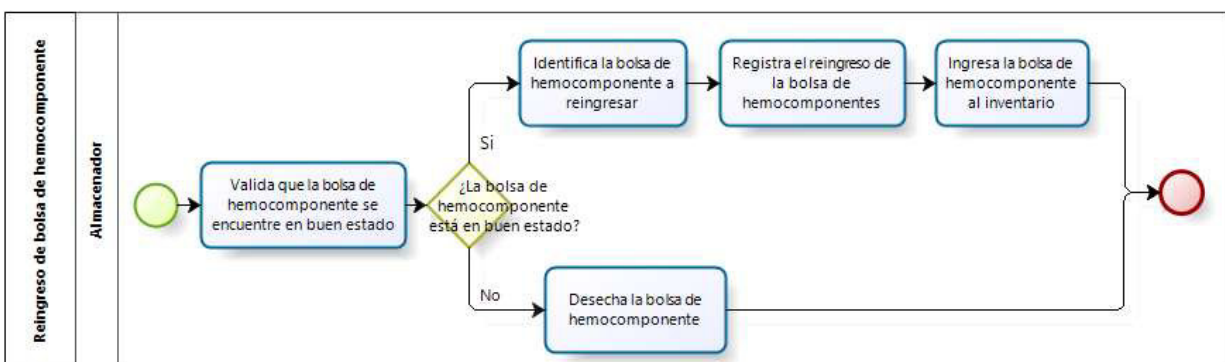 Reingreso de bolsa de hemocomponente
Almacenador
Valida que la bolsa de
hemocomponente se
encuentre en buen estado
¿La bolsa de
hemocomponente
está en buen estado?
Si
Identifica la bolsa de
hemocomponente a
reingresar
Registra el reingreso de
la bolsa de
hemocomponentes
Ingresa la bolsa de
hemocomponente
al inventario
No
Desecha la bolsa de
hemocomponente